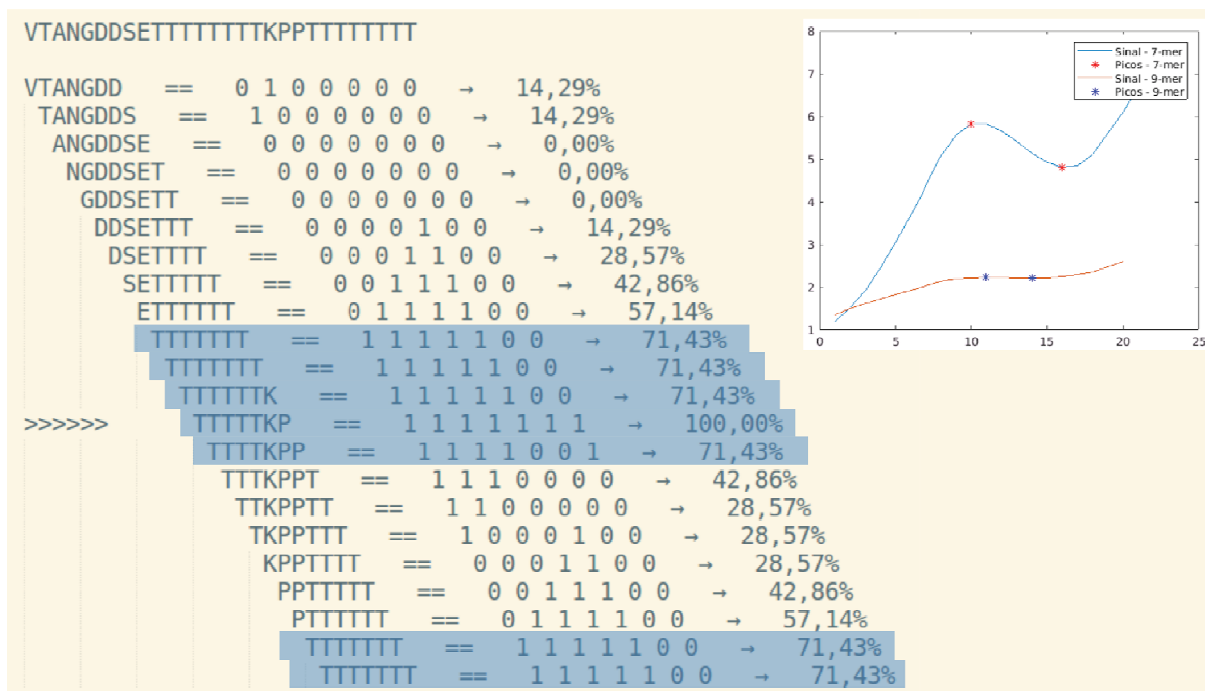 VTANGDDSETTTTTTTTKPPTTTTTTTT
VTANGDD == 0 1 0 0 0 0 0 → 14,29%
TANGDDS == 1 0 0 0 0 0 0 → 14,29%
ANGDDSE == 0 0 0 0 0 0 0 → 0,00%
NGDDSET == 0 0 0 0 0 0 0 → 0,00%
GDDSETT == 0 0 0 0 0 0 0 → 0,00%
DDSETTT == 0 0 0 0 1 0 0 → 14,29%
DSETTTT == 0 0 0 1 1 0 0 → 28,57%
SETTTTT == 0 0 1 1 1 0 0 → 42,86%
ETTTTTT == 0 1 1 1 1 0 0 → 57,14%
TTTTTTT == 1 1 1 1 1 0 0 → 71,43%
TTTTTTT == 1 1 1 1 1 0 0 → 71,43%
TTTTTTK == 1 1 1 1 1 0 0 → 71,43%
>>>>>> TTTTTKP == 1 1 1 1 1 1 1 → 100,00%
TTTTKPP == 1 1 1 1 0 0 1 → 71,43%
TTTKPPT == 1 1 1 0 0 0 0 → 42,86%
TTKPPTT == 1 1 0 0 0 0 0 → 28,57%
TKPPTTT == 1 0 0 0 1 0 0 → 28,57%
KPPTTTT == 0 0 0 1 1 0 0 → 28,57%
PPTTTTT == 0 0 1 1 1 0 0 → 42,86%
PTTTTTT == 0 1 1 1 1 0 0 → 57,14%
TTTTTTT == 1 1 1 1 1 0 0 → 71,43%
TTTTTTT == 1 1 1 1 1 0 0 → 71,43%
8
7
6
5
4
3
2
1
0 5 10 15 20 25
Sinal - 7-mer
Picos - 7-mer
Sinal - 9-mer
Picos - 9-mer